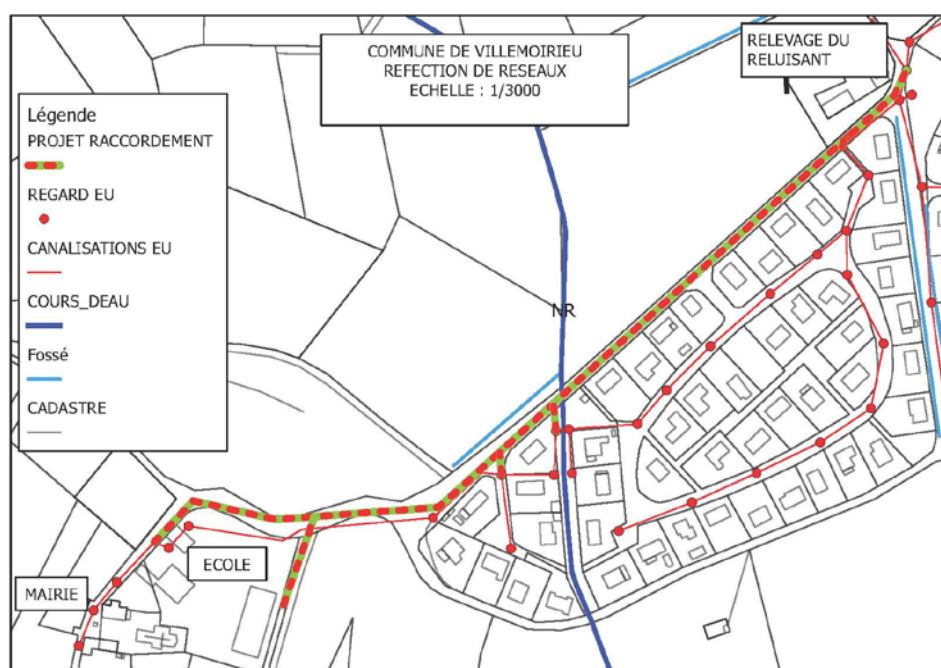 COMMUNE DE VILLEMOIRIEU
REFECTION DE RESEAUX
ECHELLE : 1/3000
RELEVAGE DU
RELUISANT
Légende
PROJET RACCORDEMENT
REGARD EU
CANALISATIONS EU
COURS_DEAU
Fossé
CADASTRE
NR
ECOLE
MAIRIE